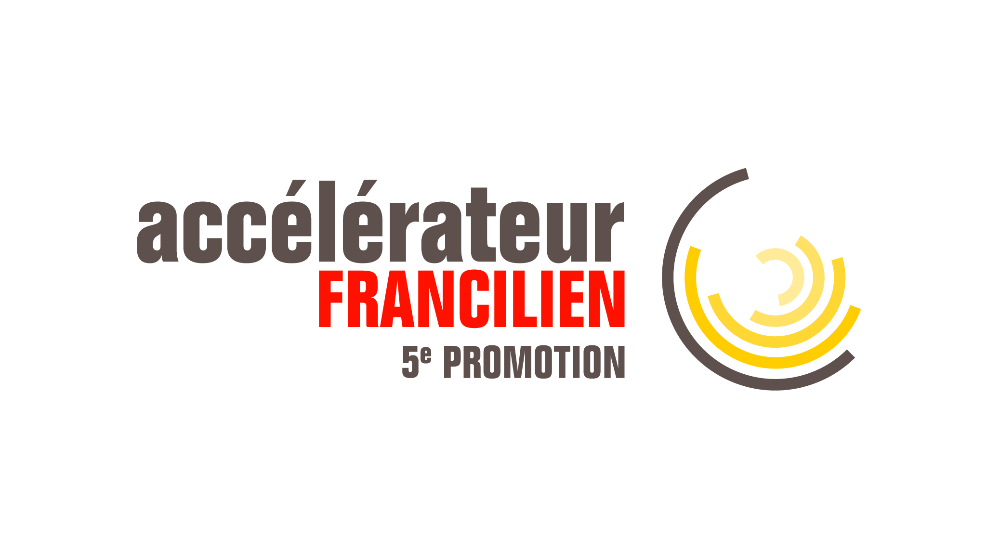 accélérateur
FRANCILIEN
5e PROMOTION